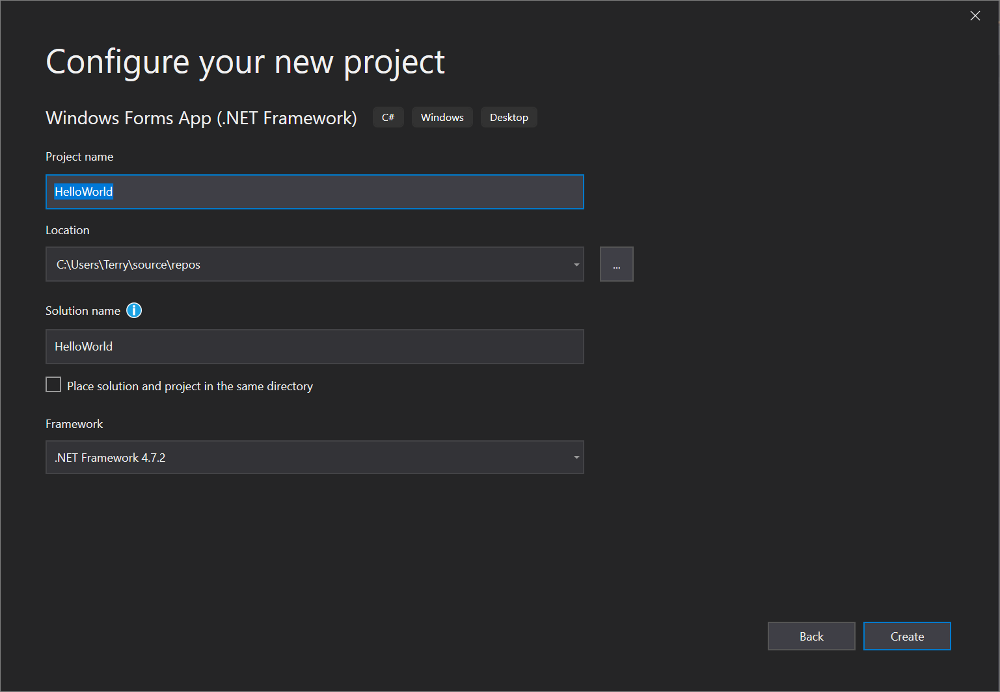 Configure your new project
Windows Forms App (.NET Framework) C# Windows Desktop
Project name
HelloWorld
Location
C:\Users\Terry\source\repos
...
Solution name
HelloWorld
Place solution and project in the same directory
Framework
.NET Framework 4.7.2
Back Create